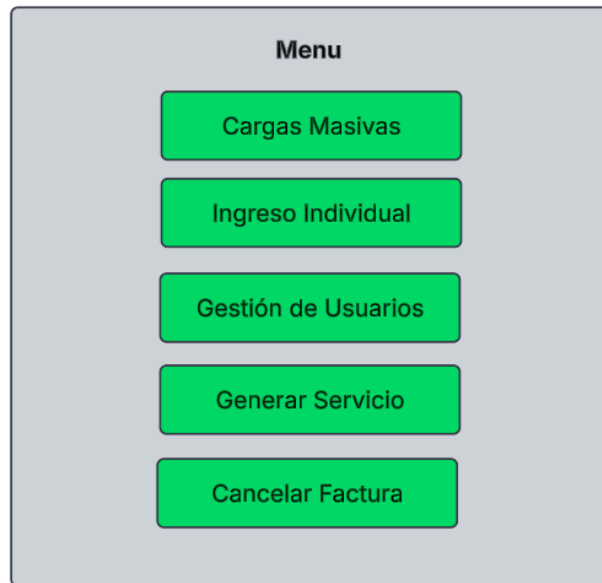 Menu
Cargas Masivas
Ingreso Individual
Gestión de Usuarios
Generar Servicio
Cancelar Factura